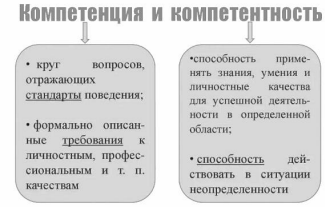 Компетенция и компетентность
• круг вопросов,
отражающих
стандарты поведения;
• формально описан-
ные требования к
личностным, профес-
сиональным и т. п.
качествам
•способность приме-
нять знания, умения и
личностные качества
для успешной деятель-
ности в определенной
области;
• способность дей-
ствовать в ситуации
неопределенности